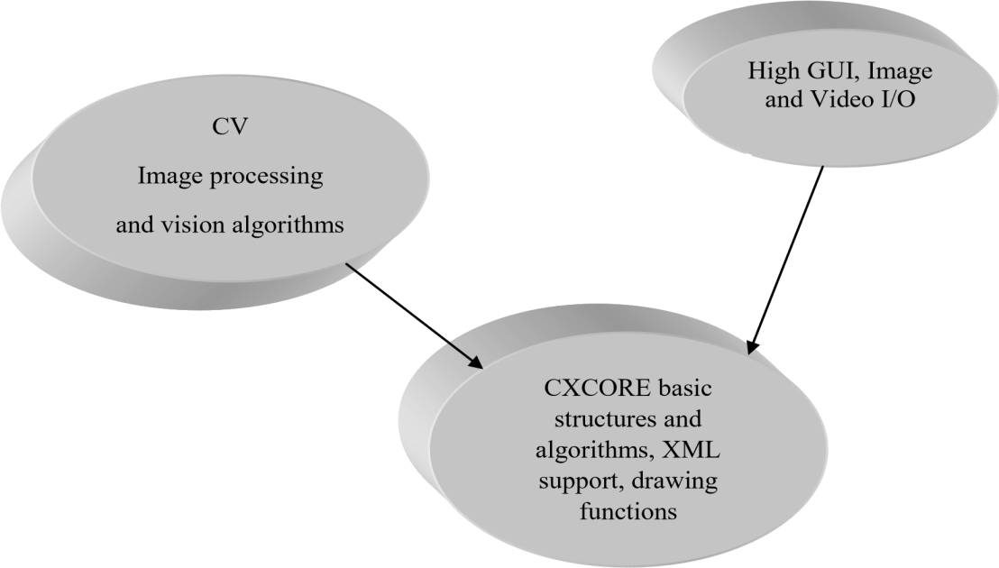 High GUI, Image
and Video I/O
CV
Image processing
and vision algorithms
CXCORE basic
structures and
algorithms, XML
support, drawing
functions